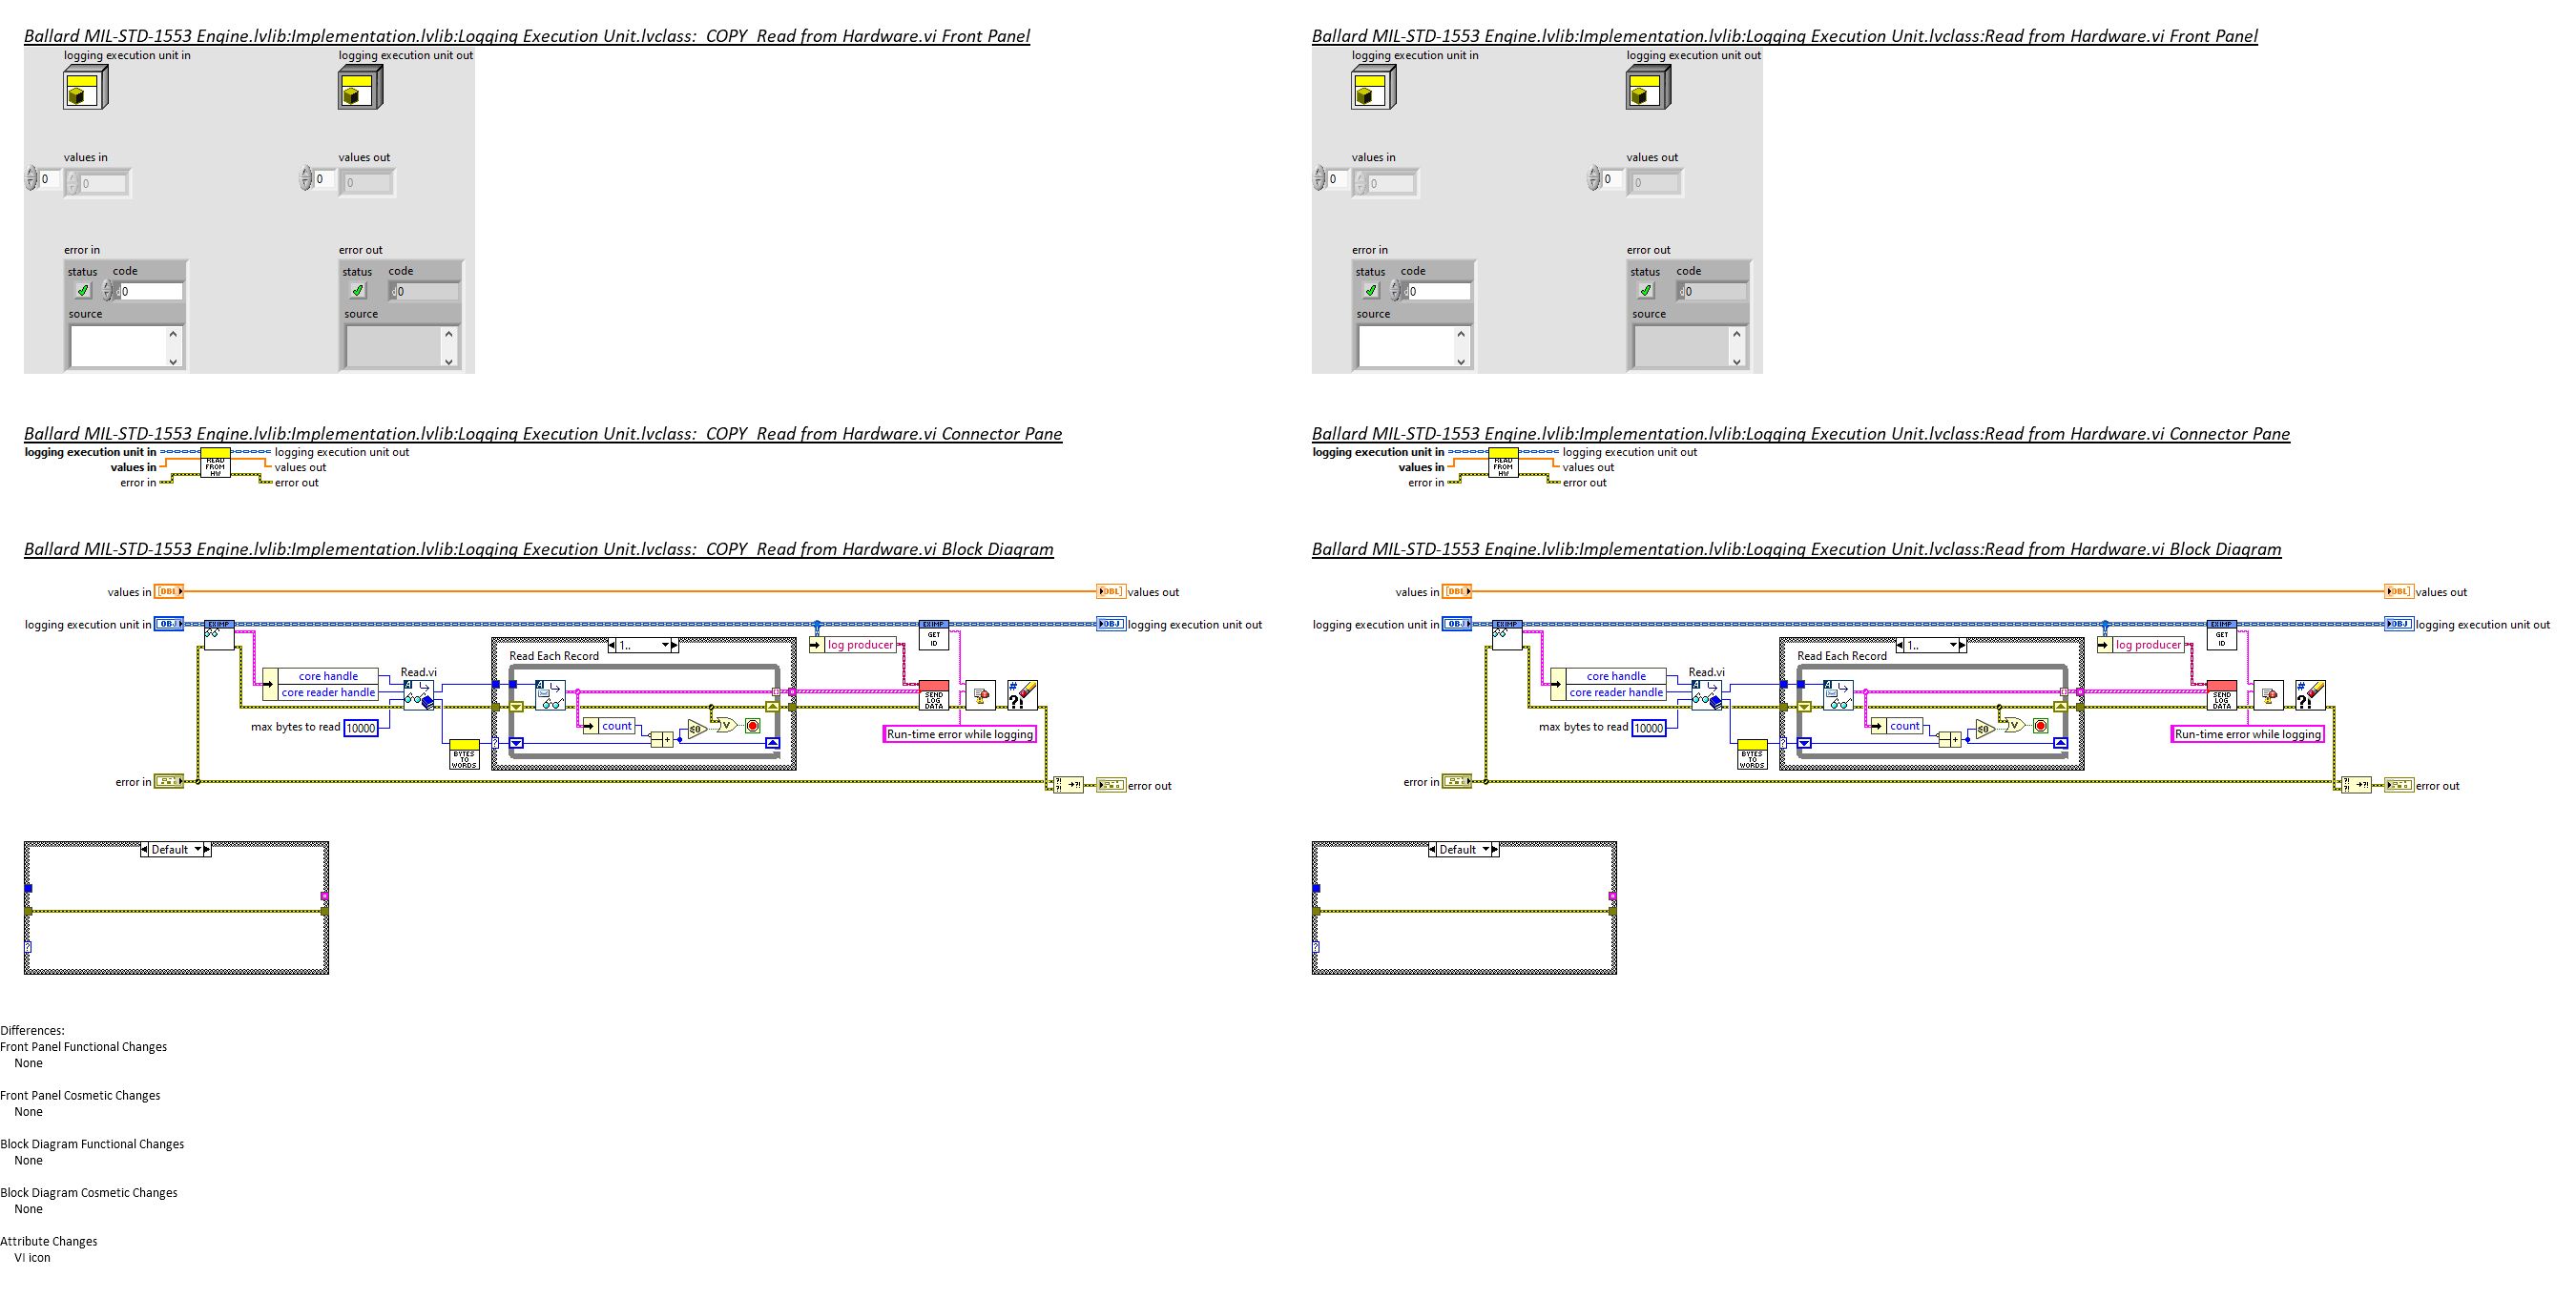 Ballard MIL-STD-1553 Engine.lvlib:Implementation.lvlib:Logging Execution Unit.lvclass:_COPY_Read from Hardware.vi Front Panel
logging execution unit in
logging execution unit out
values in
values out
0
0
0
0
error in
error out
status code
status code
0
0
source
source
Ballard MIL-STD-1553 Engine.lvlib:Implementation.lvlib:Logging Execution Unit.lvclass:_COPY_Read from Hardware.vi Connector Pane
logging execution unit in
logging execution unit out
values in
values out
error in
error out
READ
FROM
HW
Ballard MIL-STD-1553 Engine.lvlib:Implementation.lvlib:Logging Execution Unit.lvclass:_COPY_Read from Hardware.vi Block Diagram
values in
[DBL]
[DBL]
values out
logging execution unit in
OBJ
EXIMP
EXIMP
GET
ID
OBJ
logging execution unit out
1..
log producer
Read Each Record
core handle
core reader handle
Read.vi
SEND
LOG
DATA
max bytes to read
10000
count
Run-time error while logging
BYTES
TO
WORDS
error in
error out
Default
Ballard MIL-STD-1553 Engine.lvlib:Implementation.lvlib:Logging Execution Unit.lvclass:Read from Hardware.vi Front Panel
logging execution unit in
logging execution unit out
values in
values out
0
0
0
0
error in
error out
status code
status code
0
0
source
source
Ballard MIL-STD-1553 Engine.lvlib:Implementation.lvlib:Logging Execution Unit.lvclass:Read from Hardware.vi Connector Pane
logging execution unit in
logging execution unit out
values in
values out
error in
error out
READ
FROM
HW
Ballard MIL-STD-1553 Engine.lvlib:Implementation.lvlib:Logging Execution Unit.lvclass:Read from Hardware.vi Block Diagram
values in
[DBL]
[DBL]
values out
logging execution unit in
OBJ
EXIMP
EXIMP
GET
ID
OBJ
logging execution unit out
1..
log producer
Read Each Record
core handle
core reader handle
Read.vi
SEND
LOG
DATA
max bytes to read
10000
count
Run-time error while logging
BYTES
TO
WORDS
error in
error out
Default
Differences:
Front Panel Functional Changes
None
Front Panel Cosmetic Changes
None
Block Diagram Functional Changes
None
Block Diagram Cosmetic Changes
None
Attribute Changes
VI icon